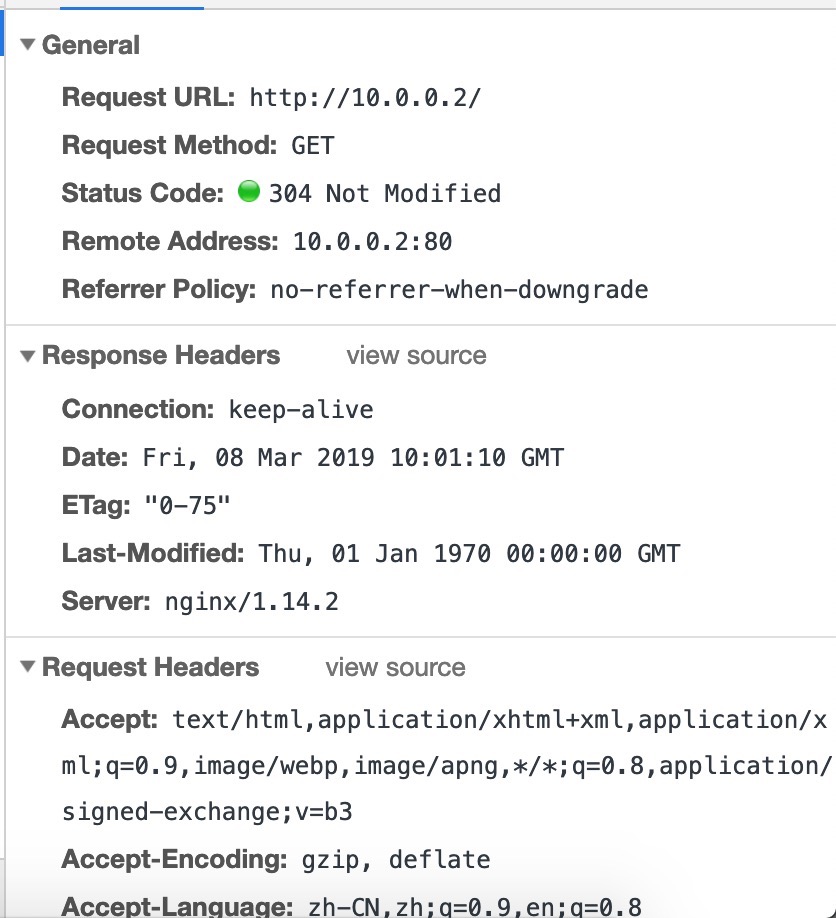 General
Request URL: http://10.0.0.2/
Request Method: GET
Status Code: 304 Not Modified
Remote Address: 10.0.0.2:80
Referrer Policy: no-referrer-when-downgrade
Response Headers view source
Connection: keep-alive
Date: Fri, 08 Mar 2019 10:01:10 GMT
ETag: "0-75"
Last-Modified: Thu, 01 Jan 1970 00:00:00 GMT
Server: nginx/1.14.2
Request Headers view source
Accept: text/html,application/xhtml+xml,application/x
ml;q=0.9,image/webp,image/apng,*/*;q=0.8,application/
signed-exchange;v=b3
Accept-Encoding: gzip, deflate
Accept-Language: zh-CN,zh;q=0.9,en;q=0.8